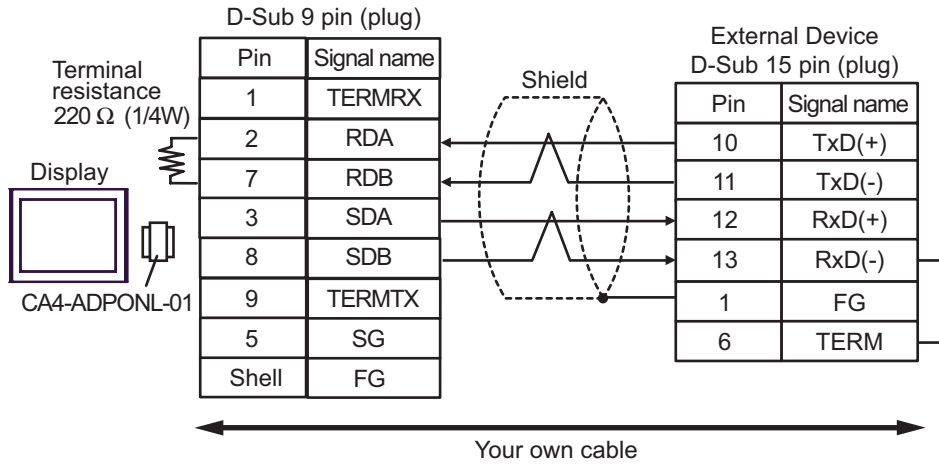 D-Sub 9 pin (plug)
External Device
D-Sub 15 pin (plug)
Terminal
resistance
220 Ω (1/4W)
Shield
Display
CA4-ADPONL-01
Pin Signal name
1 TERMRX
2 RDA
7 RDB
3 SDA
8 SDB
9 TERMTX
5 SG
Shell FG
Pin Signal name
10 TxD(+)
11 TxD(-)
12 RxD(+)
13 RxD(-)
1 FG
6 TERM
Your own cable